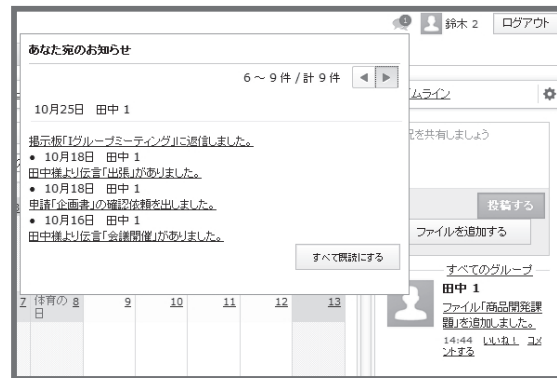 1
鈴木 2
ログアウト
あなた宛のお知らせ
6～9件/計9件
10月25日 田中 1
掲示板「Iグループミーティング」に返信しました。
• 10月18日 田中 1
田中様より伝言「出張」がありました。
• 10月18日 田中 1
申請「企画書」の確認依頼を出しました。
• 10月16日 田中 1
田中様より伝言「会議開催」がありました。
すべて既読にする
イムライン
況を共有しましょう
投稿する
ファイルを追加する
すべてのグループ
田中 1
ファイル「商品開発課
題」を追加しました。
14:44 いいね! コメ
ントする
7 体育の 8 9 10 11 12 13
日